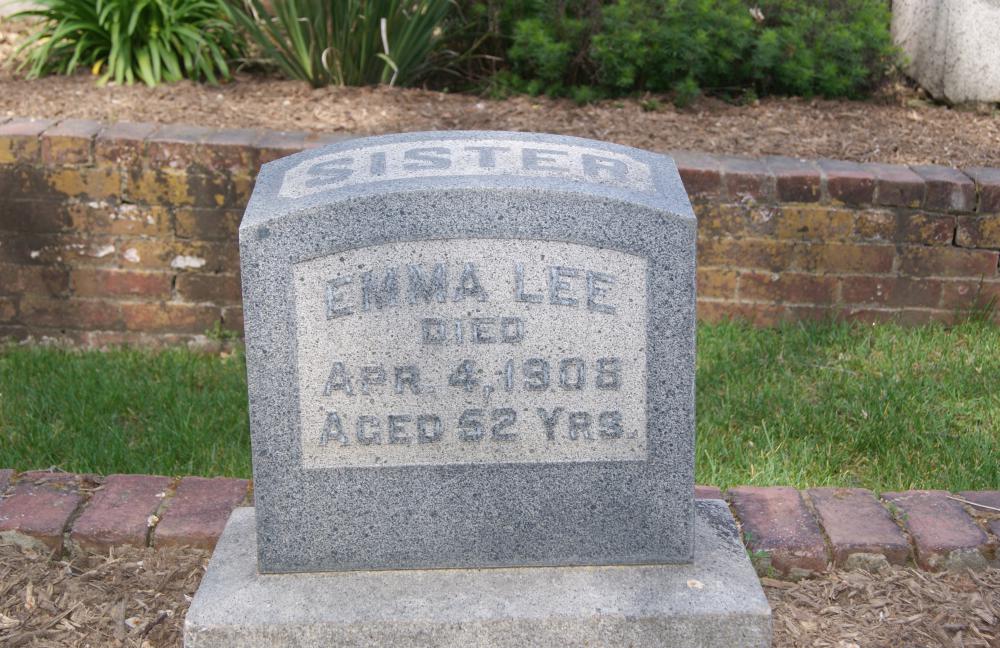 SISTER
EMMA LEE
DIED
APR. 4, 1908
AGED 52 YRS.